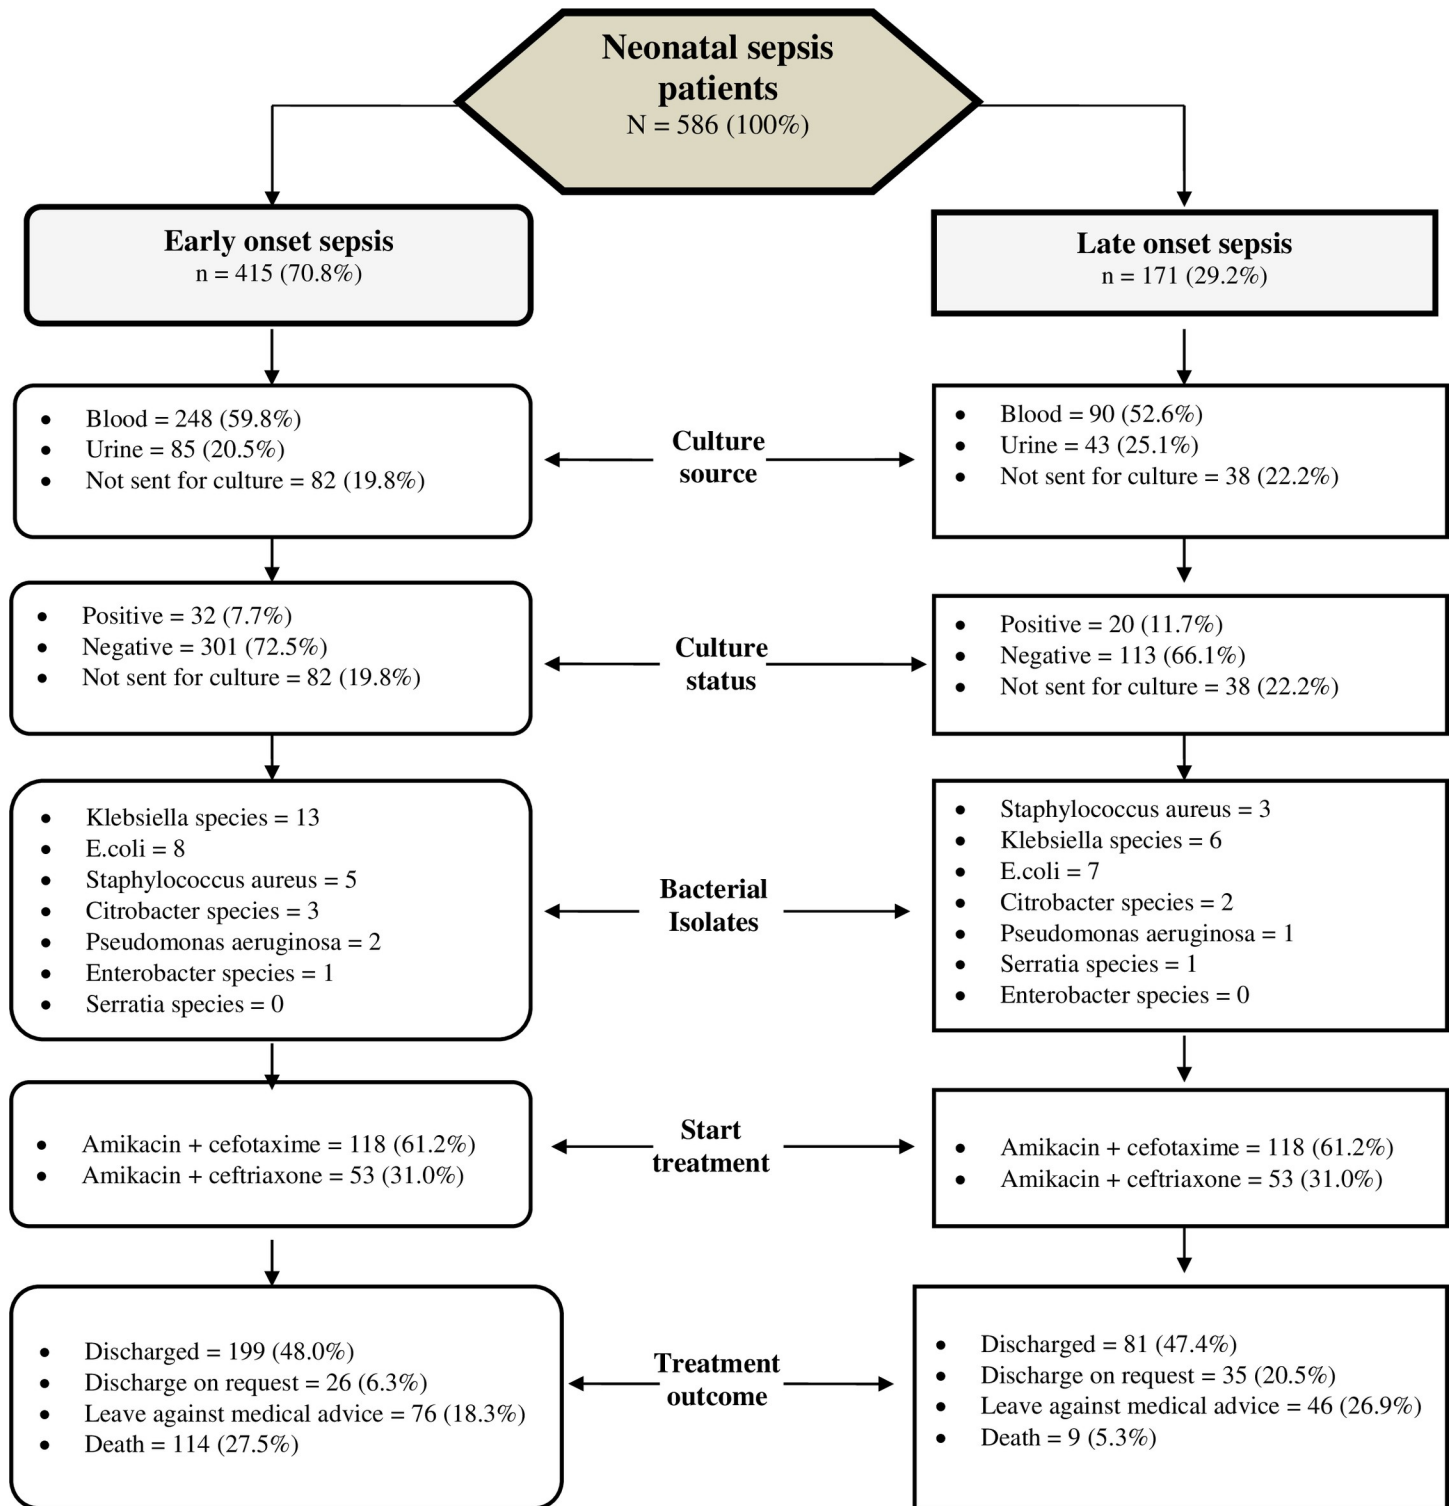 Neonatal sepsis
patients
N = 586 (100%)
Early onset sepsis
n = 415 (70.8%)
Late onset sepsis
n = 171 (29.2%)
• Blood = 248 (59.8%)
• Urine = 85 (20.5%)
• Not sent for culture = 82 (19.8%)
Culture
source
• Blood = 90 (52.6%)
• Urine = 43 (25.1%)
• Not sent for culture = 38 (22.2%)
• Positive = 32 (7.7%)
• Negative = 301 (72.5%)
• Not sent for culture = 82 (19.8%)
Culture
status
• Positive = 20 (11.7%)
• Negative = 113 (66.1%)
• Not sent for culture = 38 (22.2%)
• Klebsiella species = 13
• E.coli = 8
• Staphylococcus aureus = 5
• Citrobacter species = 3
• Pseudomonas aeruginosa = 2
• Enterobacter species = 1
• Serratia species = 0
Bacterial
Isolates
• Staphylococcus aureus = 3
• Klebsiella species = 6
• E.coli = 7
• Citrobacter species = 2
• Pseudomonas aeruginosa = 1
• Serratia species = 1
• Enterobacter species = 0
• Amikacin + cefotaxime = 118 (61.2%)
• Amikacin + ceftriaxone = 53 (31.0%)
Start
treatment
• Amikacin + cefotaxime = 118 (61.2%)
• Amikacin + ceftriaxone = 53 (31.0%)
• Discharged = 199 (48.0%)
• Discharge on request = 26 (6.3%)
• Leave against medical advice = 76 (18.3%)
• Death = 114 (27.5%)
Treatment
outcome
• Discharged = 81 (47.4%)
• Discharge on request = 35 (20.5%)
• Leave against medical advice = 46 (26.9%)
• Death = 9 (5.3%)